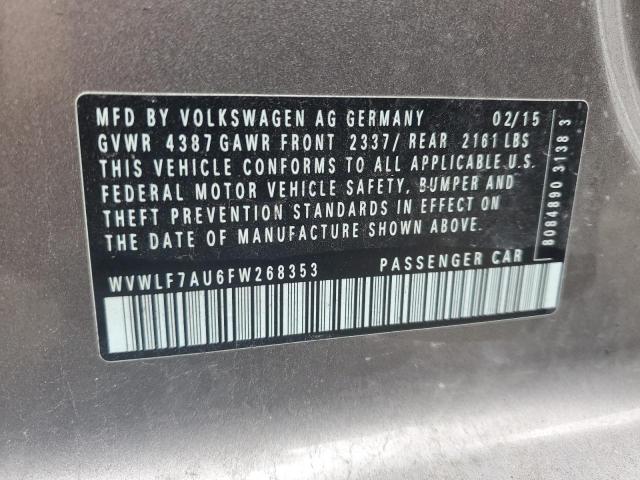 MFD BY VOLKSWAGEN AG GERMANY 02/15
GVWR 4387 GAWR FRONT 2337/ REAR 2161 LBS
THIS VEHICLE CONFORMS TO ALL APPLICABLE U.S.
FEDERAL MOTOR VEHICLE SAFETY, BUMPER AND
THEFT PREVENTION STANDARDS IN EFFECT ON
THE DATE OF MANUFACTURE SHOWN ABOVE.
WVWLF7AU6FW268353 PASSENGER CAR
8084890 3138 3